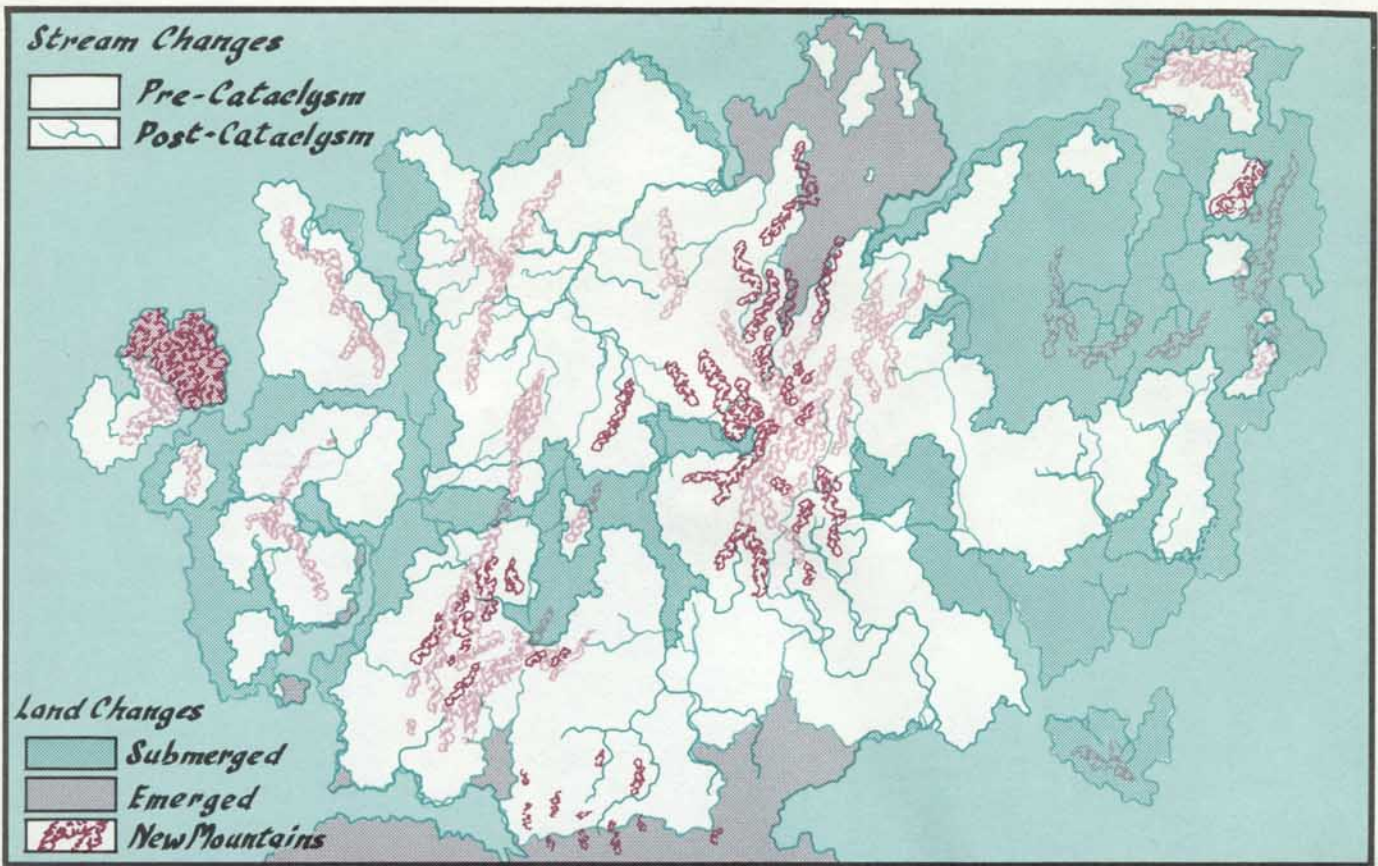 Stream Changes
Pre-Cataclysm
Post-Cataclysm
Land Changes
Submerged
Emerged
New Mountains